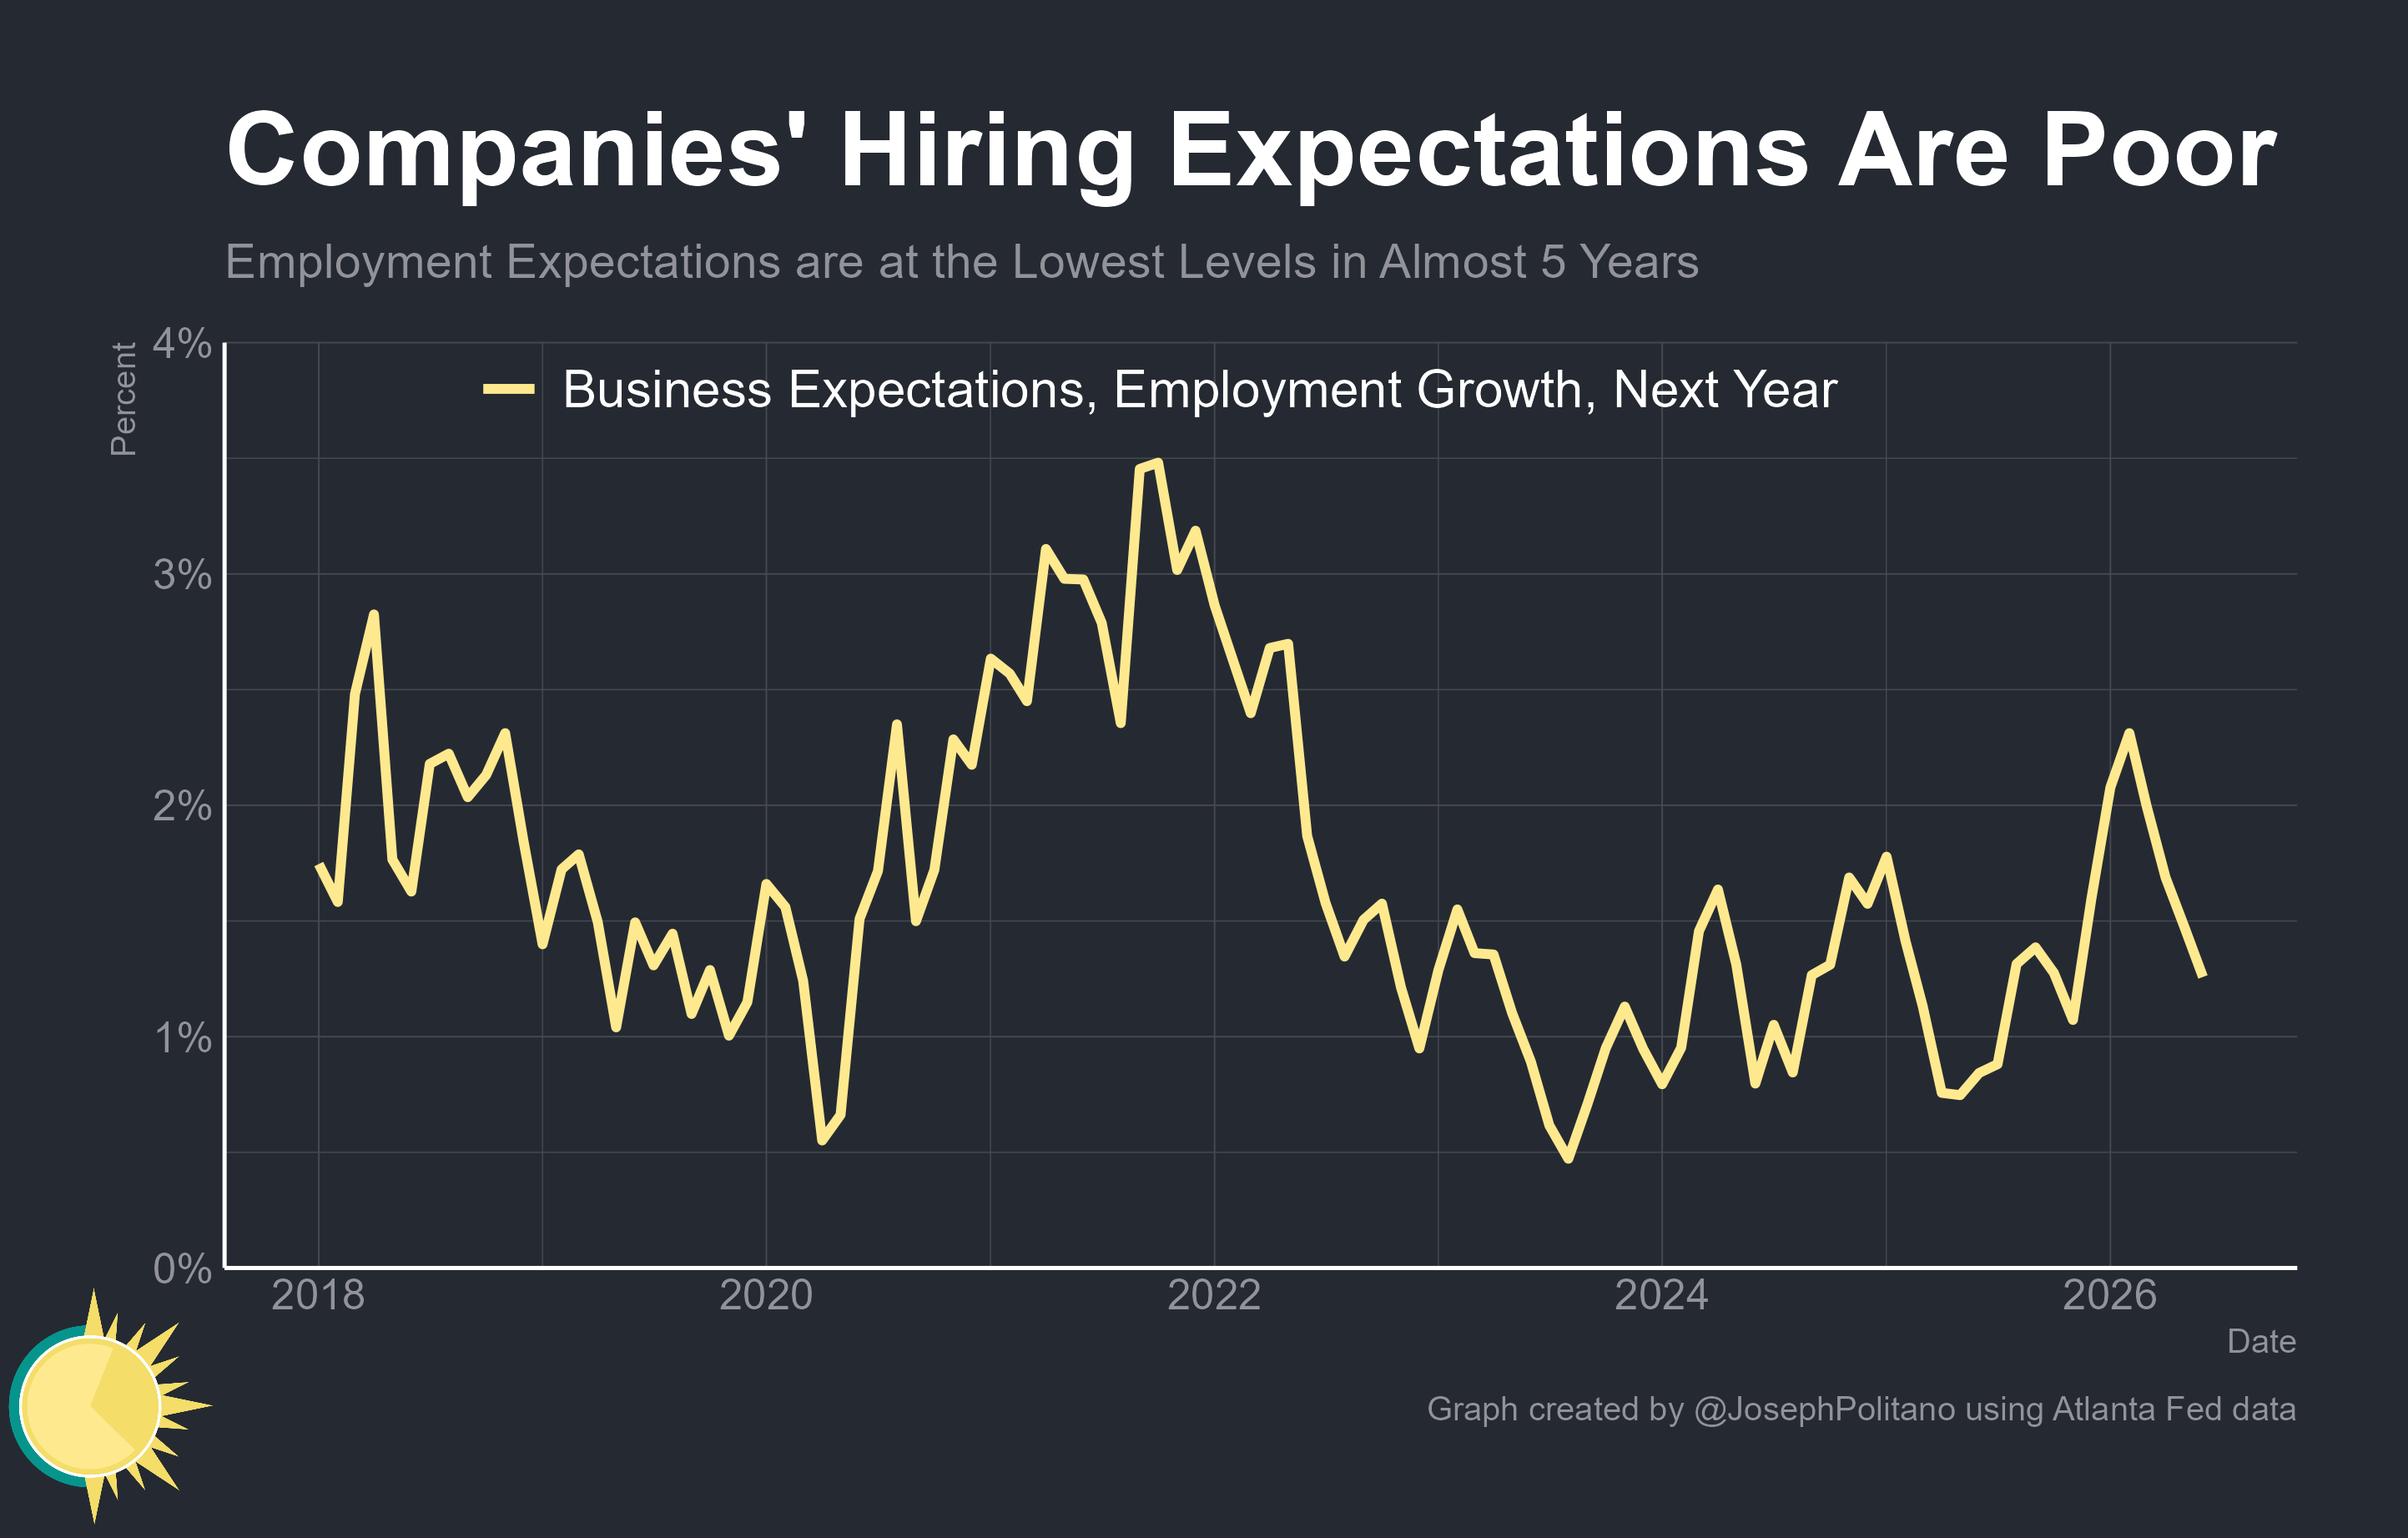 Companies' Hiring Expectations Are Poor
Employment Expectations are at the Lowest Levels in Almost 5 Years
Percent
4%
Business Expectations, Employment Growth, Next Year
3%
2%
1%
0%
2018 2020 2022 2024 2026
Date
Graph created by @JosephPolitano using Atlanta Fed data